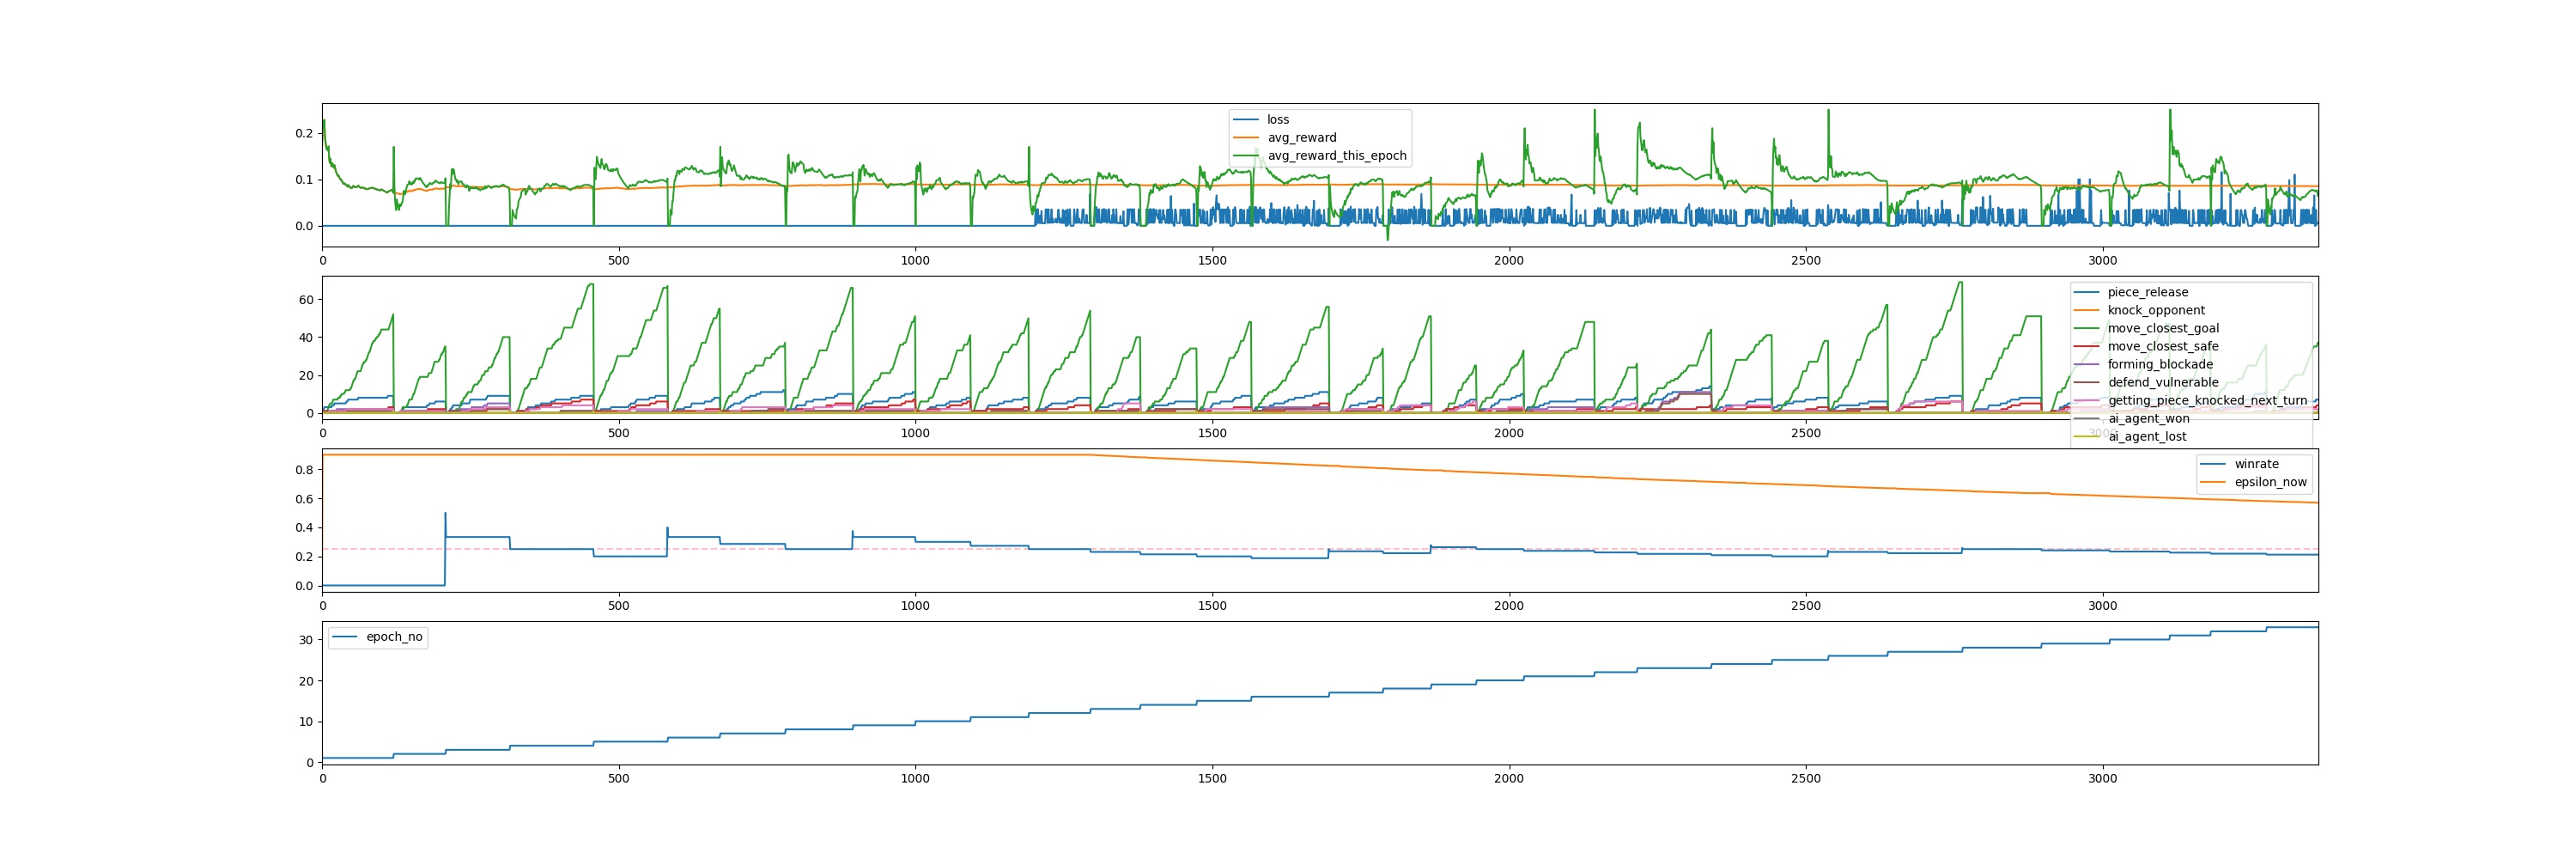 0.2
0.1
0.0
loss
avg_reward
avg_reward_this_epoch
0 500 1000 1500 2000 2500 3000
60
40
20
0
piece_release
knock_opponent
move_closest_goal
move_closest_safe
forming_blockade
defend_vulnerable
getting_piece_knocked_next_turn
ai_agent_won
ai_agent_lost
0 500 1000 1500 2000 2500 3000
0.8
0.6
0.4
0.2
0.0
winrate
epsilon_now
0 500 1000 1500 2000 2500 3000
30
20
10
0
epoch_no
0 500 1000 1500 2000 2500 3000